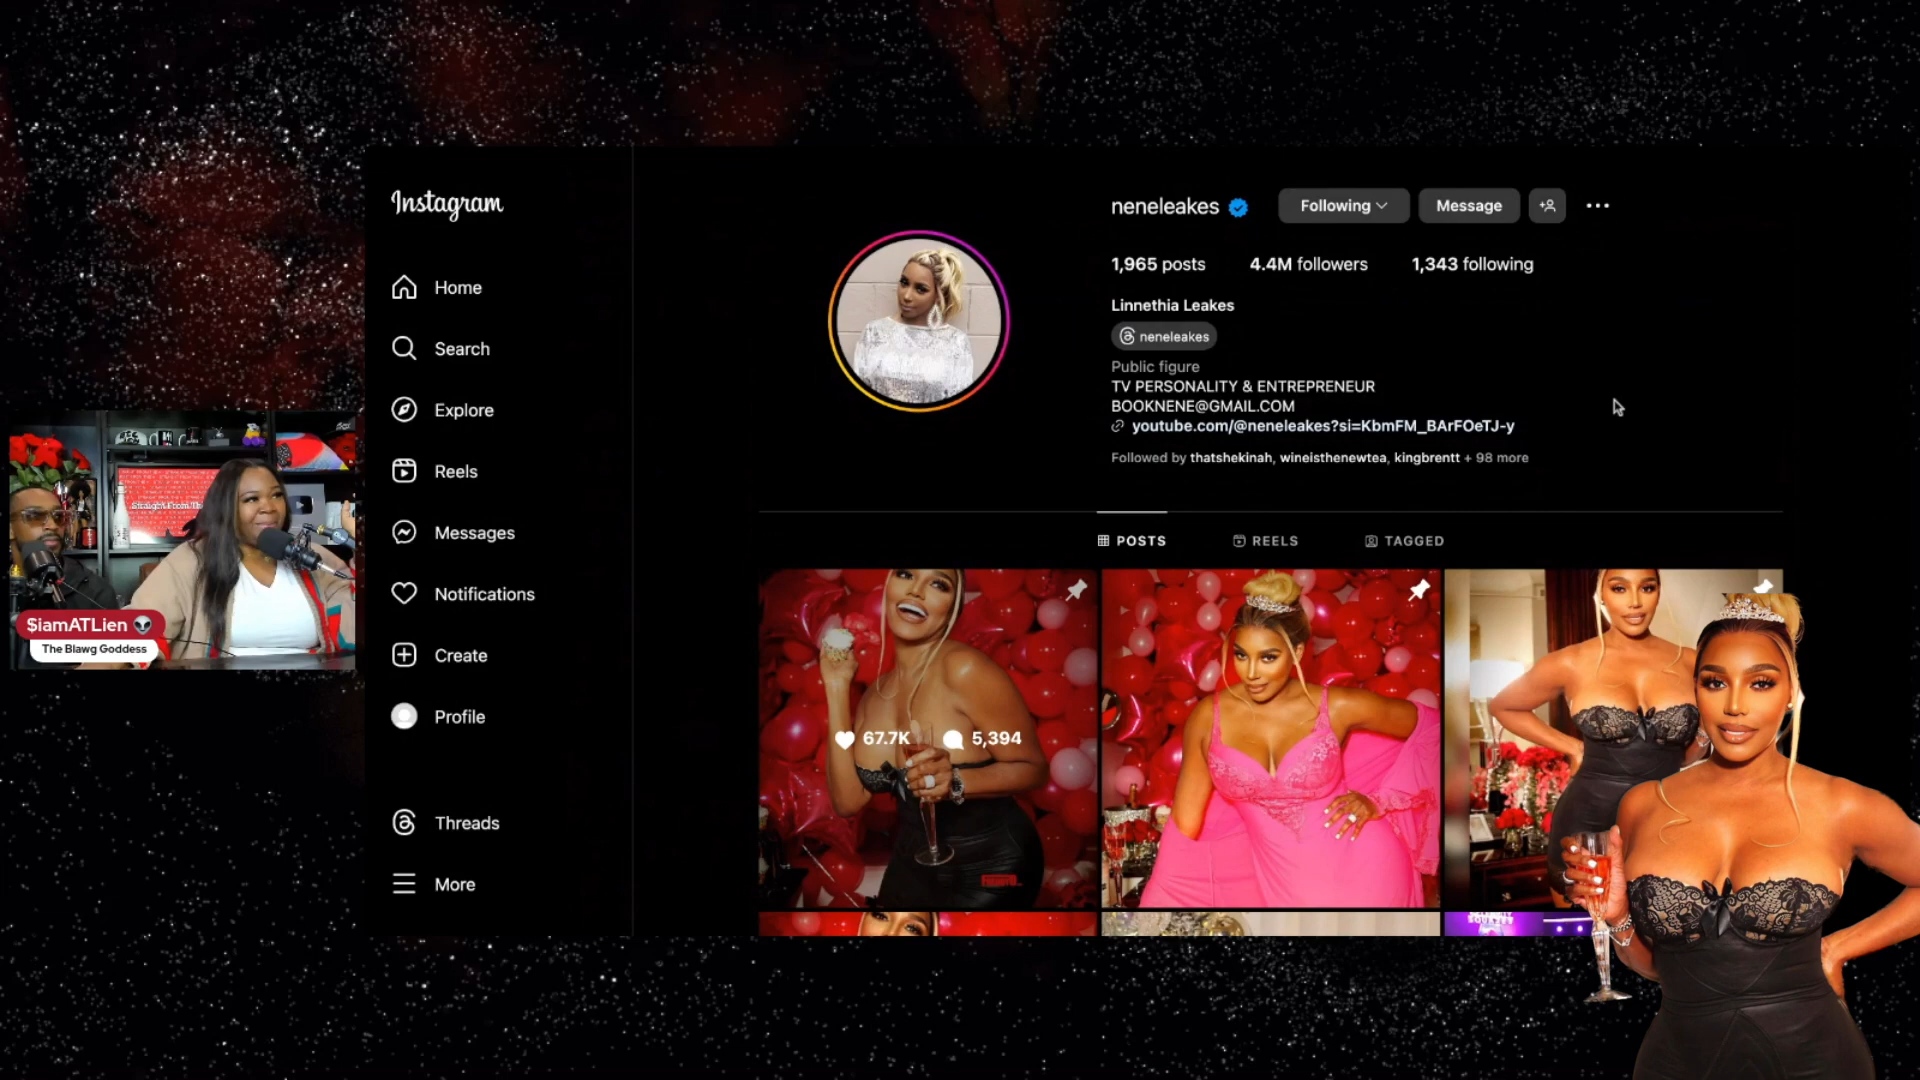 Instagram
Home
Search
Explore
Reels
Messages
Notifications
Create
Profile
Threads
More
neneleakes
Following
Message
1,965 posts
4.4M followers
1,343 following
Linnethia Leakes
neneleakes
Public figure
TV PERSONALITY & ENTREPRENEUR
BOOKNENE@GMAIL.COM
youtube.com/@neneleakes?si=KbmFM_BArFOeTJ-y
Followed by thatshekinah, wineisthenewtea, kingbrentt + 98 more
POSTS
REELS
TAGGED
67.7K
5,394
Straight From The
$iamATLien 👽
The Blawg Goddess